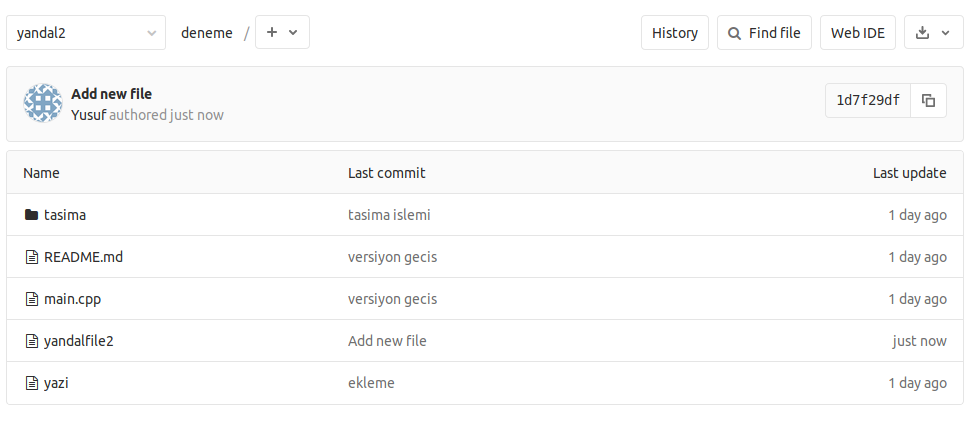 yandal2 deneme / + History Find file Web IDE
Add new file
Yusuf authored just now
1d7f29df
Name Last commit Last update
tasima tasima islemi 1 day ago
README.md versiyon gecis 1 day ago
main.cpp versiyon gecis 1 day ago
yandalfile2 Add new file just now
yazi ekleme 1 day ago